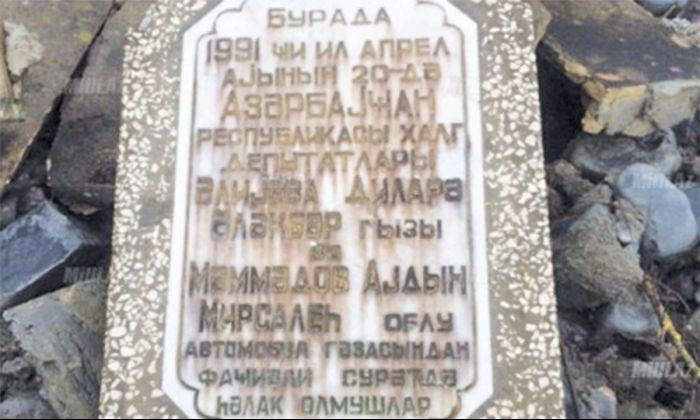 БУРАДА
1991 ЧИ ИЛ АПРЕЛ
АЈЫНЫН 20-ДӘ
АЗӘРБАЈҸАН
РЕСПУБЛИКАСЫ ХАЛГ
ДЕПУТАТЛАРЫ
ӘЛИЈЕВА ДИЛАРӘ
ӘЛӘКБӘР ГЫЗЫ
ВӘ
МӘММӘДОВ АЈДЫН
МИРСАЛЕҺ ОҒЛУ
АВТОМОБИЛ ГӘЗАСЫНДАН
ФАҸИӘЛИ СУРӘТДӘ
ҺӘЛАК ОЛМУШЛАР